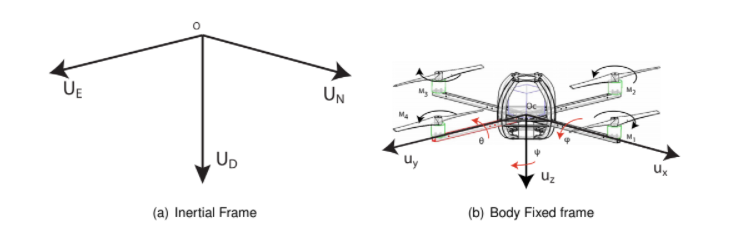 O
U_E
U_N
U_D
(a) Inertial Frame
M_3
M_2
O_c
M_4
M_1
θ
φ
ψ
u_y
u_x
u_z
(b) Body Fixed frame